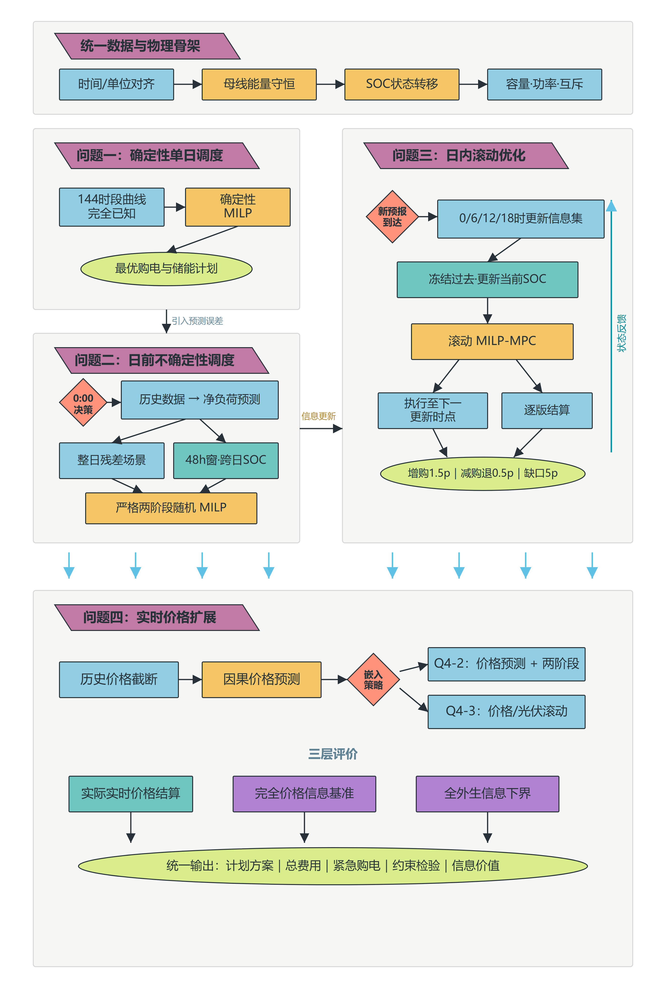 统一数据与物理骨架
时间/单位对齐
母线能量守恒
SOC状态转移
容量·功率·互斥
问题一：确定性单日调度
144时段曲线
完全已知
确定性
MILP
最优购电与储能计划
引入预测误差
问题二：日前不确定性调度
0:00
决策
历史数据 → 净负荷预测
整日残差场景
48h窗·跨日SOC
严格两阶段随机 MILP
信息更新
问题三：日内滚动优化
新预报
到达
0/6/12/18时更新信息集
冻结过去·更新当前SOC
滚动 MILP-MPC
执行至下一
更新时点
逐版结算
增购1.5p｜减购退0.5p｜缺口5p
状态反馈
问题四：实时价格扩展
历史价格截断
因果价格预测
嵌入
策略
Q4-2：价格预测 + 两阶段
Q4-3：价格/光伏滚动
三层评价
实际实时价格结算
完全价格信息基准
全外生信息下界
统一输出：计划方案｜总费用｜紧急购电｜约束检验｜信息价值